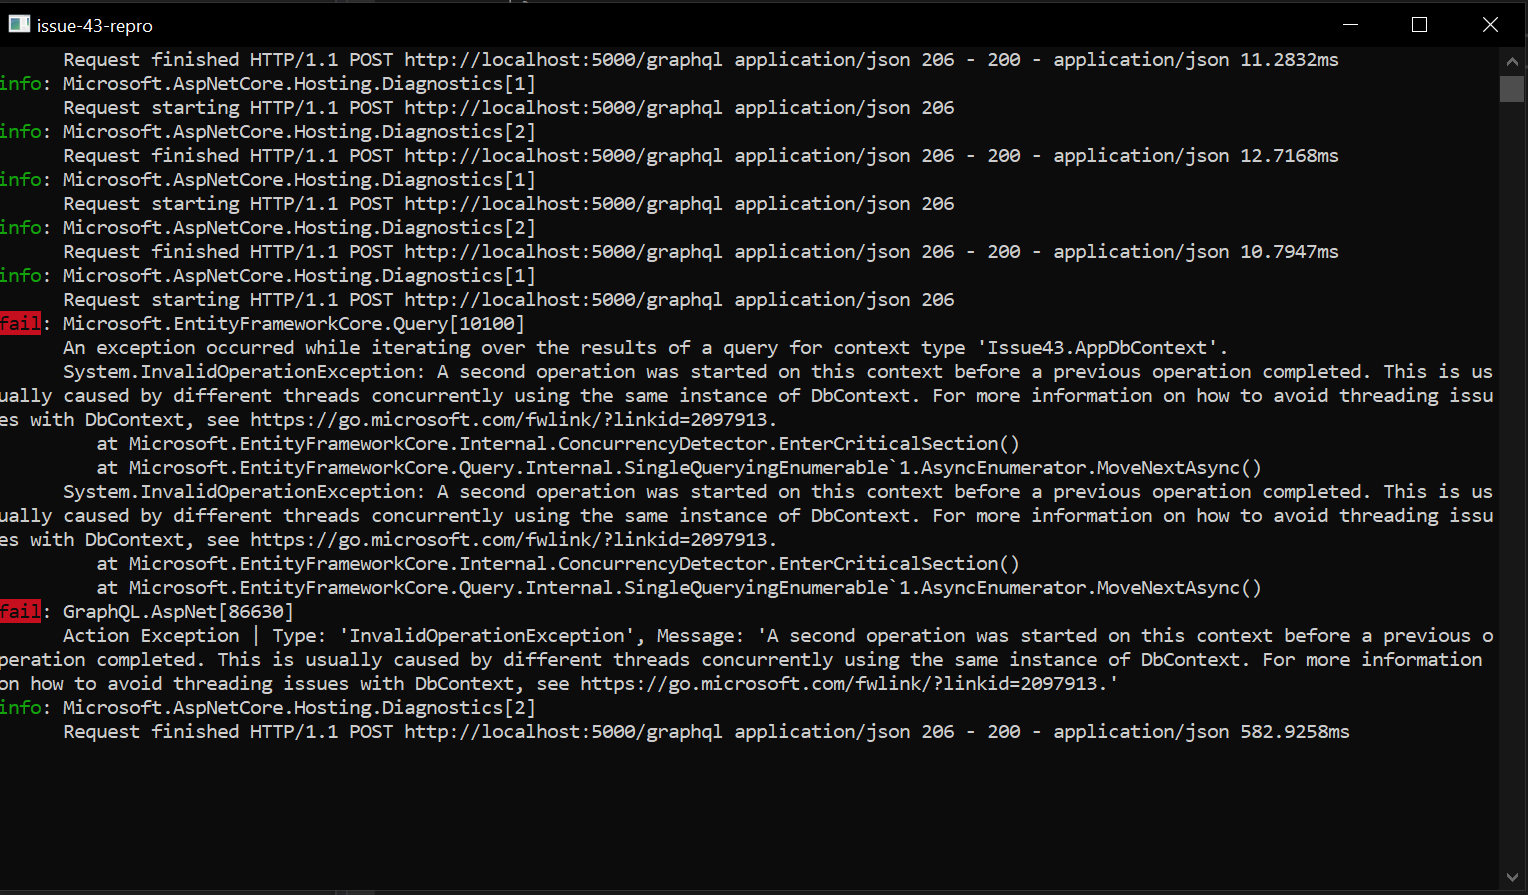 issue-43-repro
Request finished HTTP/1.1 POST http://localhost:5000/graphql application/json 206 - 200 - application/json 11.2832ms
info: Microsoft.AspNetCore.Hosting.Diagnostics[1]
Request starting HTTP/1.1 POST http://localhost:5000/graphql application/json 206
info: Microsoft.AspNetCore.Hosting.Diagnostics[2]
Request finished HTTP/1.1 POST http://localhost:5000/graphql application/json 206 - 200 - application/json 12.7168ms
info: Microsoft.AspNetCore.Hosting.Diagnostics[1]
Request starting HTTP/1.1 POST http://localhost:5000/graphql application/json 206
info: Microsoft.AspNetCore.Hosting.Diagnostics[2]
Request finished HTTP/1.1 POST http://localhost:5000/graphql application/json 206 - 200 - application/json 10.7947ms
info: Microsoft.AspNetCore.Hosting.Diagnostics[1]
Request starting HTTP/1.1 POST http://localhost:5000/graphql application/json 206
fail: Microsoft.EntityFrameworkCore.Query[10100]
An exception occurred while iterating over the results of a query for context type 'Issue43.AppDbContext'.
System.InvalidOperationException: A second operation was started on this context before a previous operation completed. This is us
ually caused by different threads concurrently using the same instance of DbContext. For more information on how to avoid threading issu
es with DbContext, see https://go.microsoft.com/fwlink/?linkid=2097913.
at Microsoft.EntityFrameworkCore.Internal.ConcurrencyDetector.EnterCriticalSection()
at Microsoft.EntityFrameworkCore.Query.Internal.SingleQueryingEnumerable`1.AsyncEnumerator.MoveNextAsync()
System.InvalidOperationException: A second operation was started on this context before a previous operation completed. This is us
ually caused by different threads concurrently using the same instance of DbContext. For more information on how to avoid threading issu
es with DbContext, see https://go.microsoft.com/fwlink/?linkid=2097913.
at Microsoft.EntityFrameworkCore.Internal.ConcurrencyDetector.EnterCriticalSection()
at Microsoft.EntityFrameworkCore.Query.Internal.SingleQueryingEnumerable`1.AsyncEnumerator.MoveNextAsync()
fail: GraphQL.AspNet[86630]
Action Exception | Type: 'InvalidOperationException', Message: 'A second operation was started on this context before a previous o
peration completed. This is usually caused by different threads concurrently using the same instance of DbContext. For more information
on how to avoid threading issues with DbContext, see https://go.microsoft.com/fwlink/?linkid=2097913.'
info: Microsoft.AspNetCore.Hosting.Diagnostics[2]
Request finished HTTP/1.1 POST http://localhost:5000/graphql application/json 206 - 200 - application/json 582.9258ms